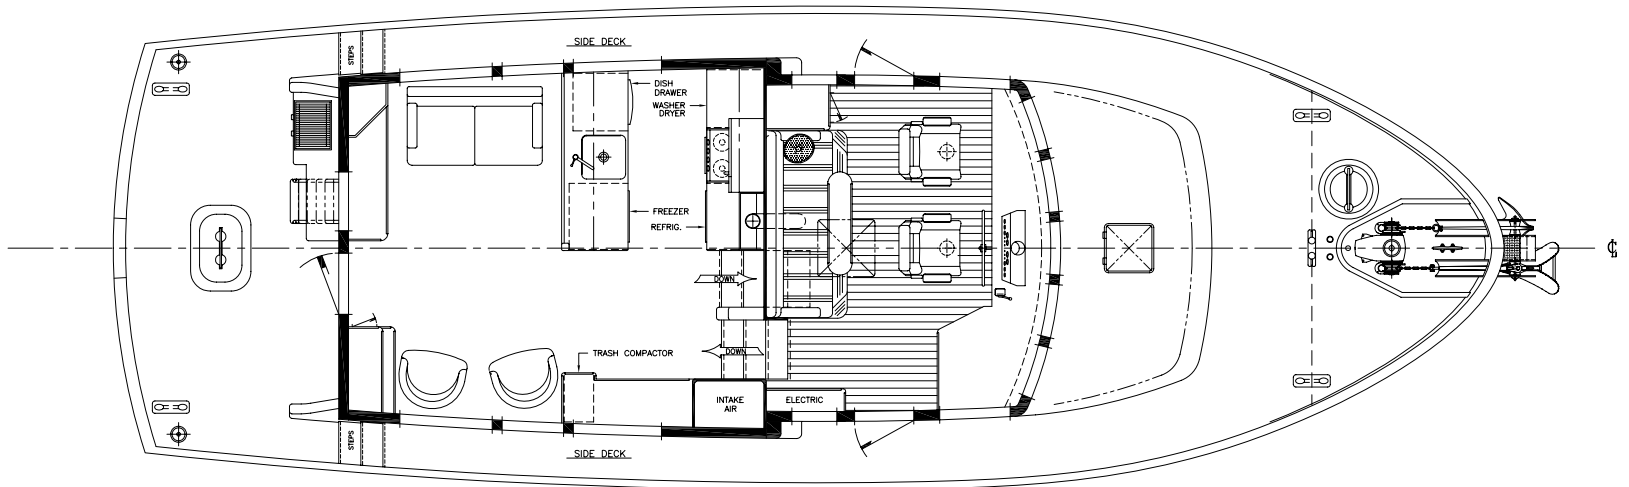 SIDE DECK
STEPS
DISH
DRAWER
WASHER
DRYER
FREEZER
REFRIG.
DOWN
DOWN
TRASH COMPACTOR
INTAKE
AIR
ELECTRIC
STEPS
SIDE DECK